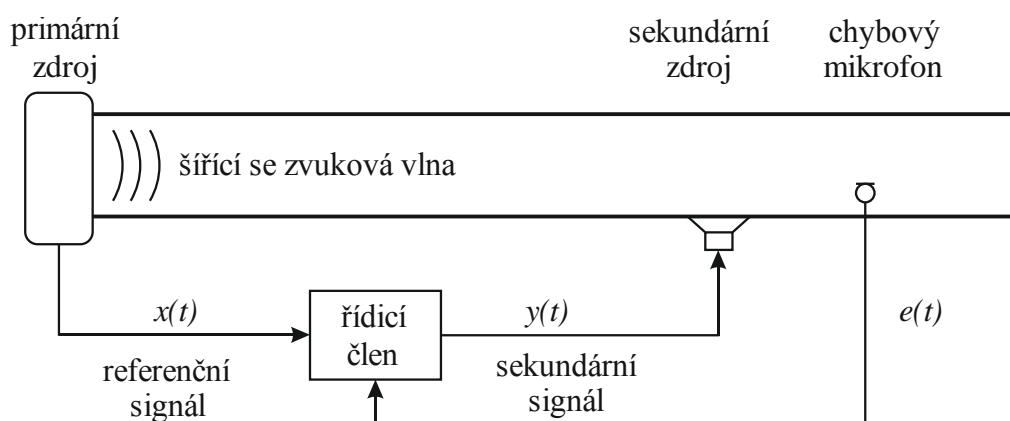 primární
zdroj
sekundární
zdroj
chybový
mikrofon
šířící se zvuková vlna
x(t)
referenční
signál
řídicí
člen
y(t)
sekundární
signál
e(t)